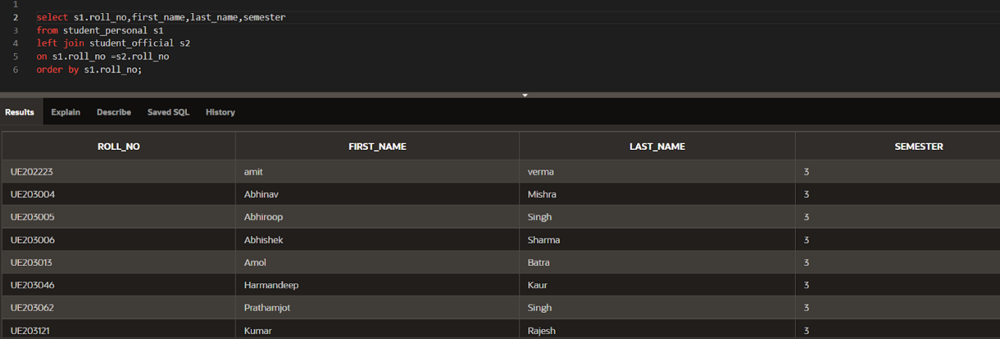 1
2 select s1.roll_no,first_name,last_name,semester
3 from student_personal s1
4 left join student_official s2
5 on s1.roll_no =s2.roll_no
6 order by s1.roll_no;
Results Explain Describe Saved SQL History
ROLL_NO FIRST_NAME LAST_NAME SEMESTER
UE202223 amit verma 3
UE203004 Abhinav Mishra 3
UE203005 Abhiroop Singh 3
UE203006 Abhishek Sharma 3
UE203013 Amol Batra 3
UE203046 Harmandeep Kaur 3
UE203062 Prathamjot Singh 3
UE203121 Kumar Rajesh 3